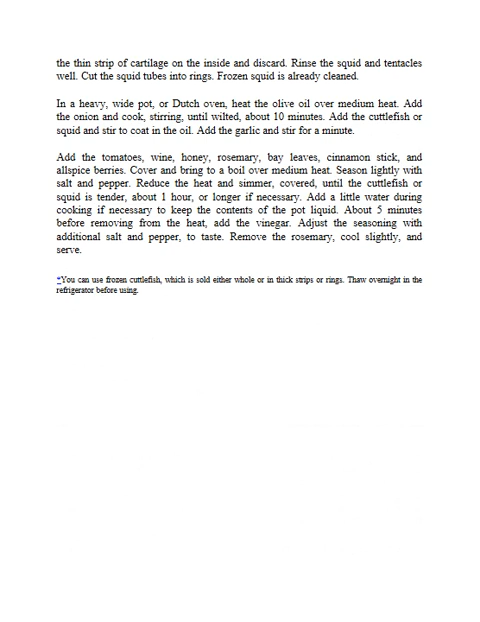 the thin strip of cartilage on the inside and discard. Rinse the squid and tentacles
well. Cut the squid tubes into rings. Frozen squid is already cleaned.
In a heavy, wide pot, or Dutch oven, heat the olive oil over medium heat. Add
the onion and cook, stirring, until wilted, about 10 minutes. Add the cuttlefish or
squid and stir to coat in the oil. Add the garlic and stir for a minute.
Add the tomatoes, wine, honey, rosemary, bay leaves, cinnamon stick, and
allspice berries. Cover and bring to a boil over medium heat. Season lightly with
salt and pepper. Reduce the heat and simmer, covered, until the cuttlefish or
squid is tender, about 1 hour, or longer if necessary. Add a little water during
cooking if necessary to keep the contents of the pot liquid. About 5 minutes
before removing from the heat, add the vinegar. Adjust the seasoning with
additional salt and pepper, to taste. Remove the rosemary, cool slightly, and
serve.
*You can use frozen cuttlefish, which is sold either whole or in thick strips or rings. Thaw overnight in the
refrigerator before using.